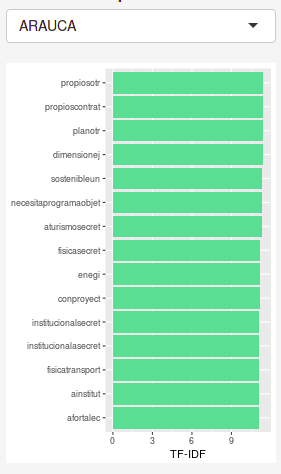 ARAUCA
propiosotr
propioscontrat
planotr
dimensionej
sostenibleun
necesitaprogramaobjet
aturismosecret
fisicasecret
enegi
conproyect
institucionalsecret
institucionalasecret
fisicatransport
ainstitut
afortalec
0 3 6 9
TF-IDF